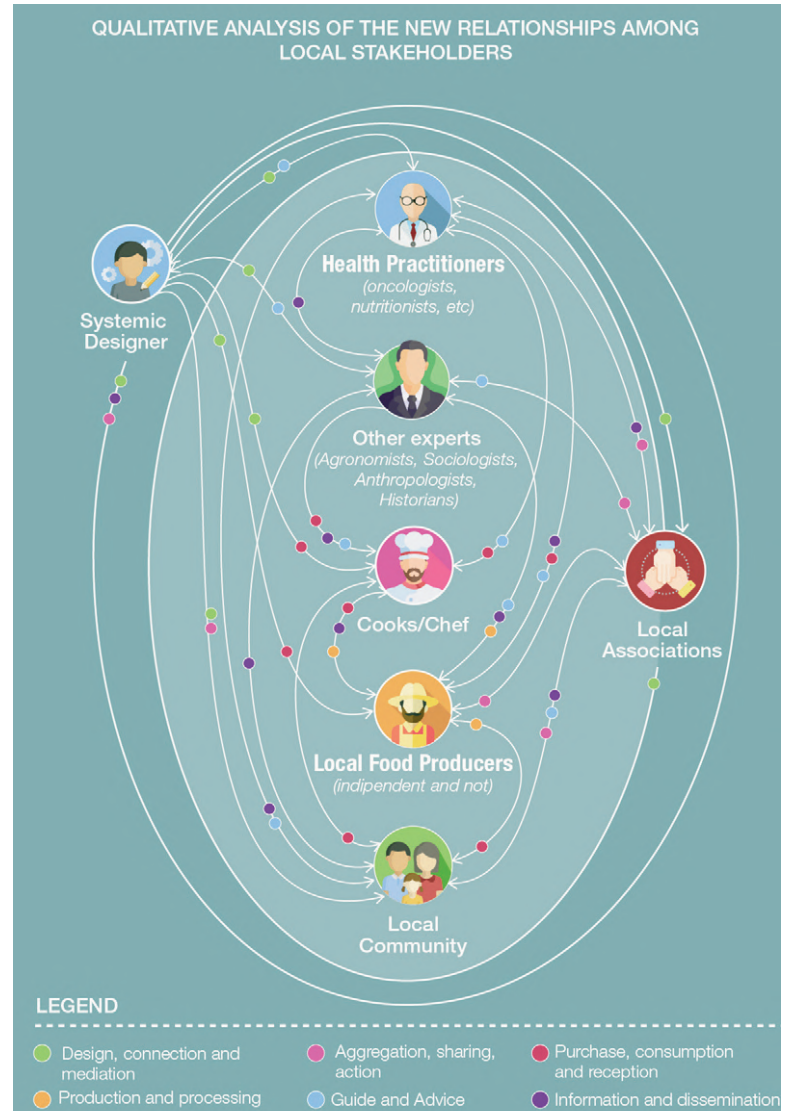 QUALITATIVE ANALYSIS OF THE NEW RELATIONSHIPS AMONG
LOCAL STAKEHOLDERS
Health Practitioners
(oncologists,
nutritionists, etc)
Systemic
Designer
Other experts
(Agronomists, Sociologists,
Anthropologists,
Historians)
Cooks/Chef
Local
Associations
Local Food Producers
(indipendent and not)
Local
Community
LEGEND
Design, connection and
mediation
Aggregation, sharing,
action
Purchase, consumption
and reception
Production and processing
Guide and Advice
Information and dissemination